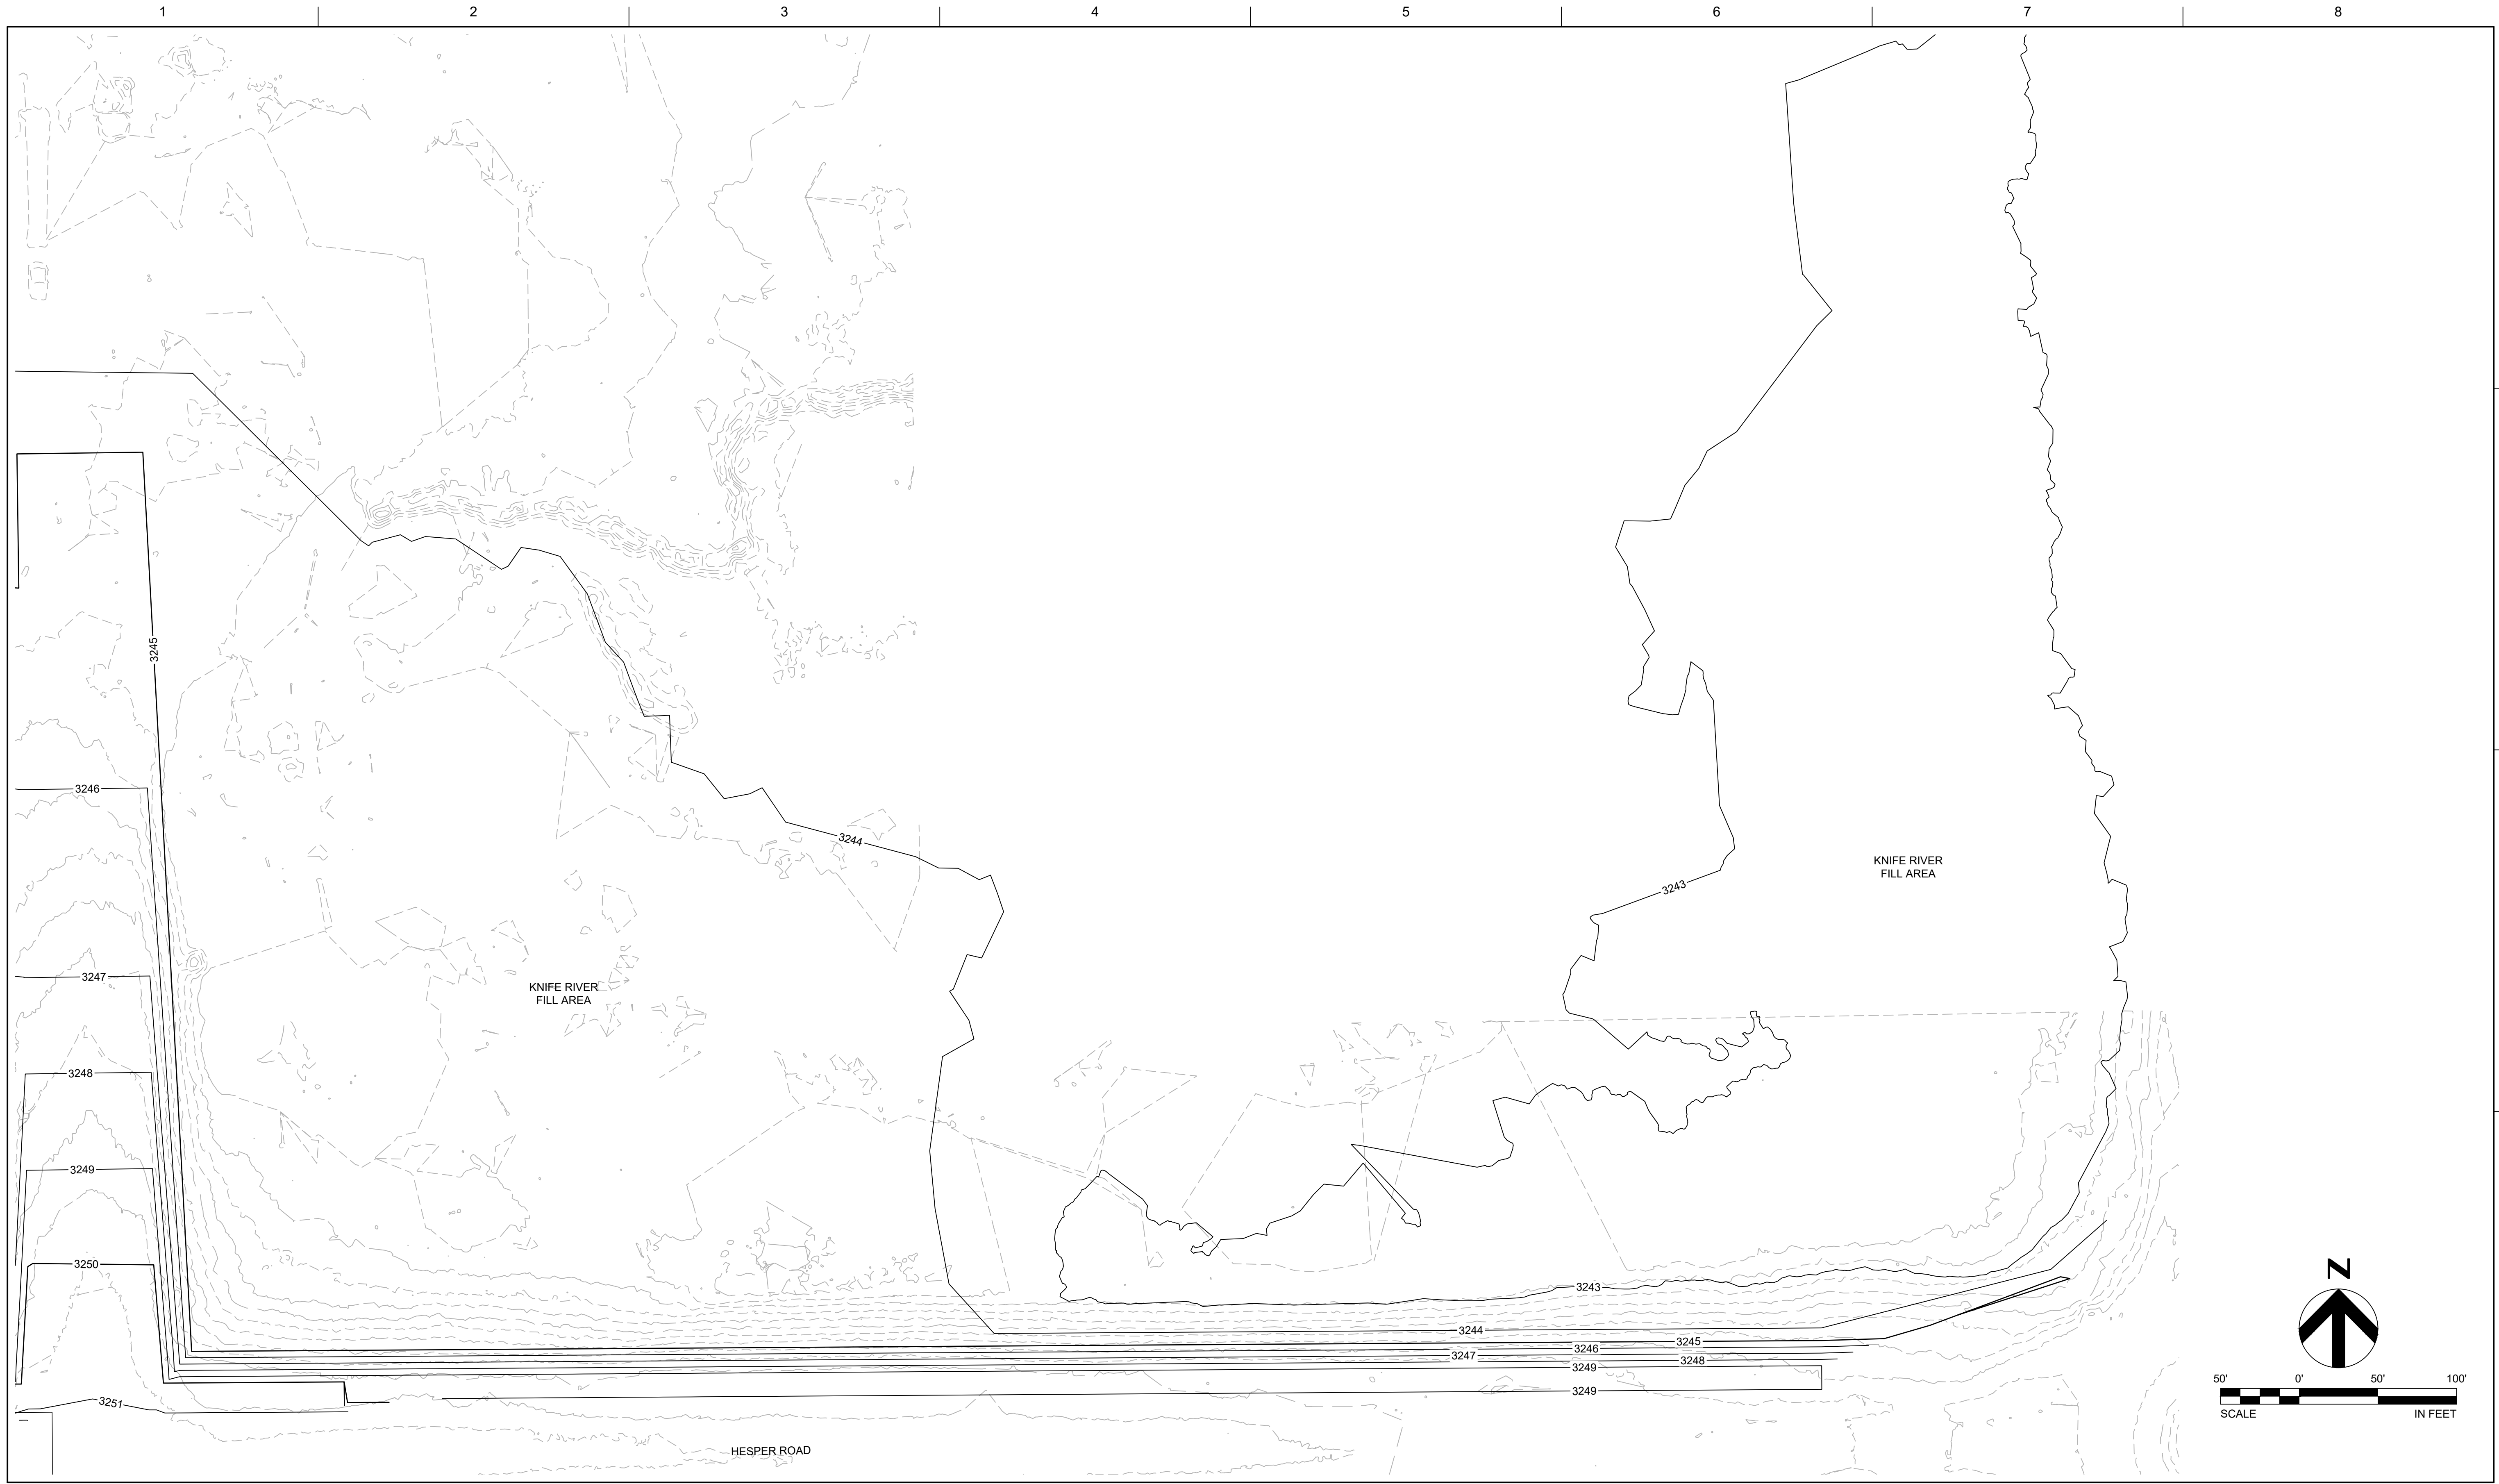 1 2 3 4 5 6 7 8
3245
3246
3244
KNIFE RIVER
FILL AREA
3243
3247
KNIFE RIVER
FILL AREA
3248
3249
3250
3243
N
3244
3245
3246
3247
3248
3249
3249
3251
50' 0' 50' 100'
SCALE IN FEET
HESPER ROAD